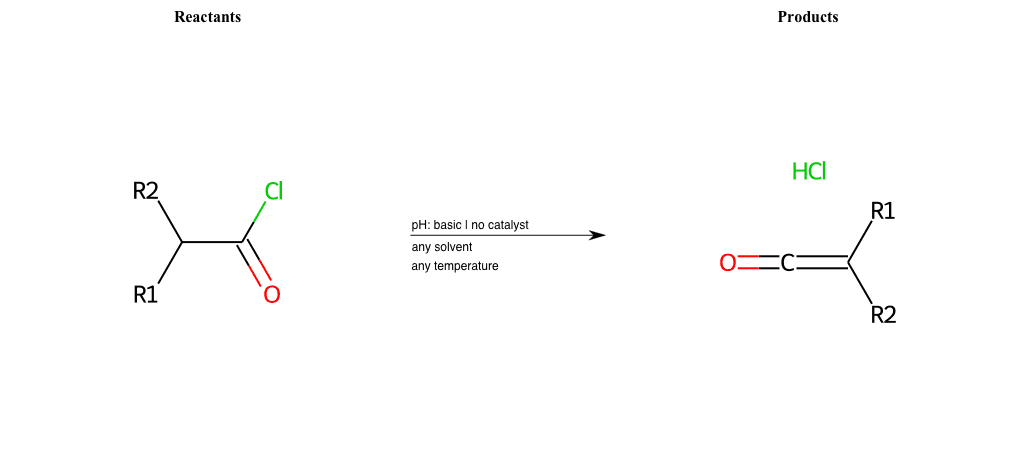 Reactants
Products
HCl
R2
Cl
R1
pH: basic | no catalyst
any solvent
O
C
any temperature
R1
O
R2